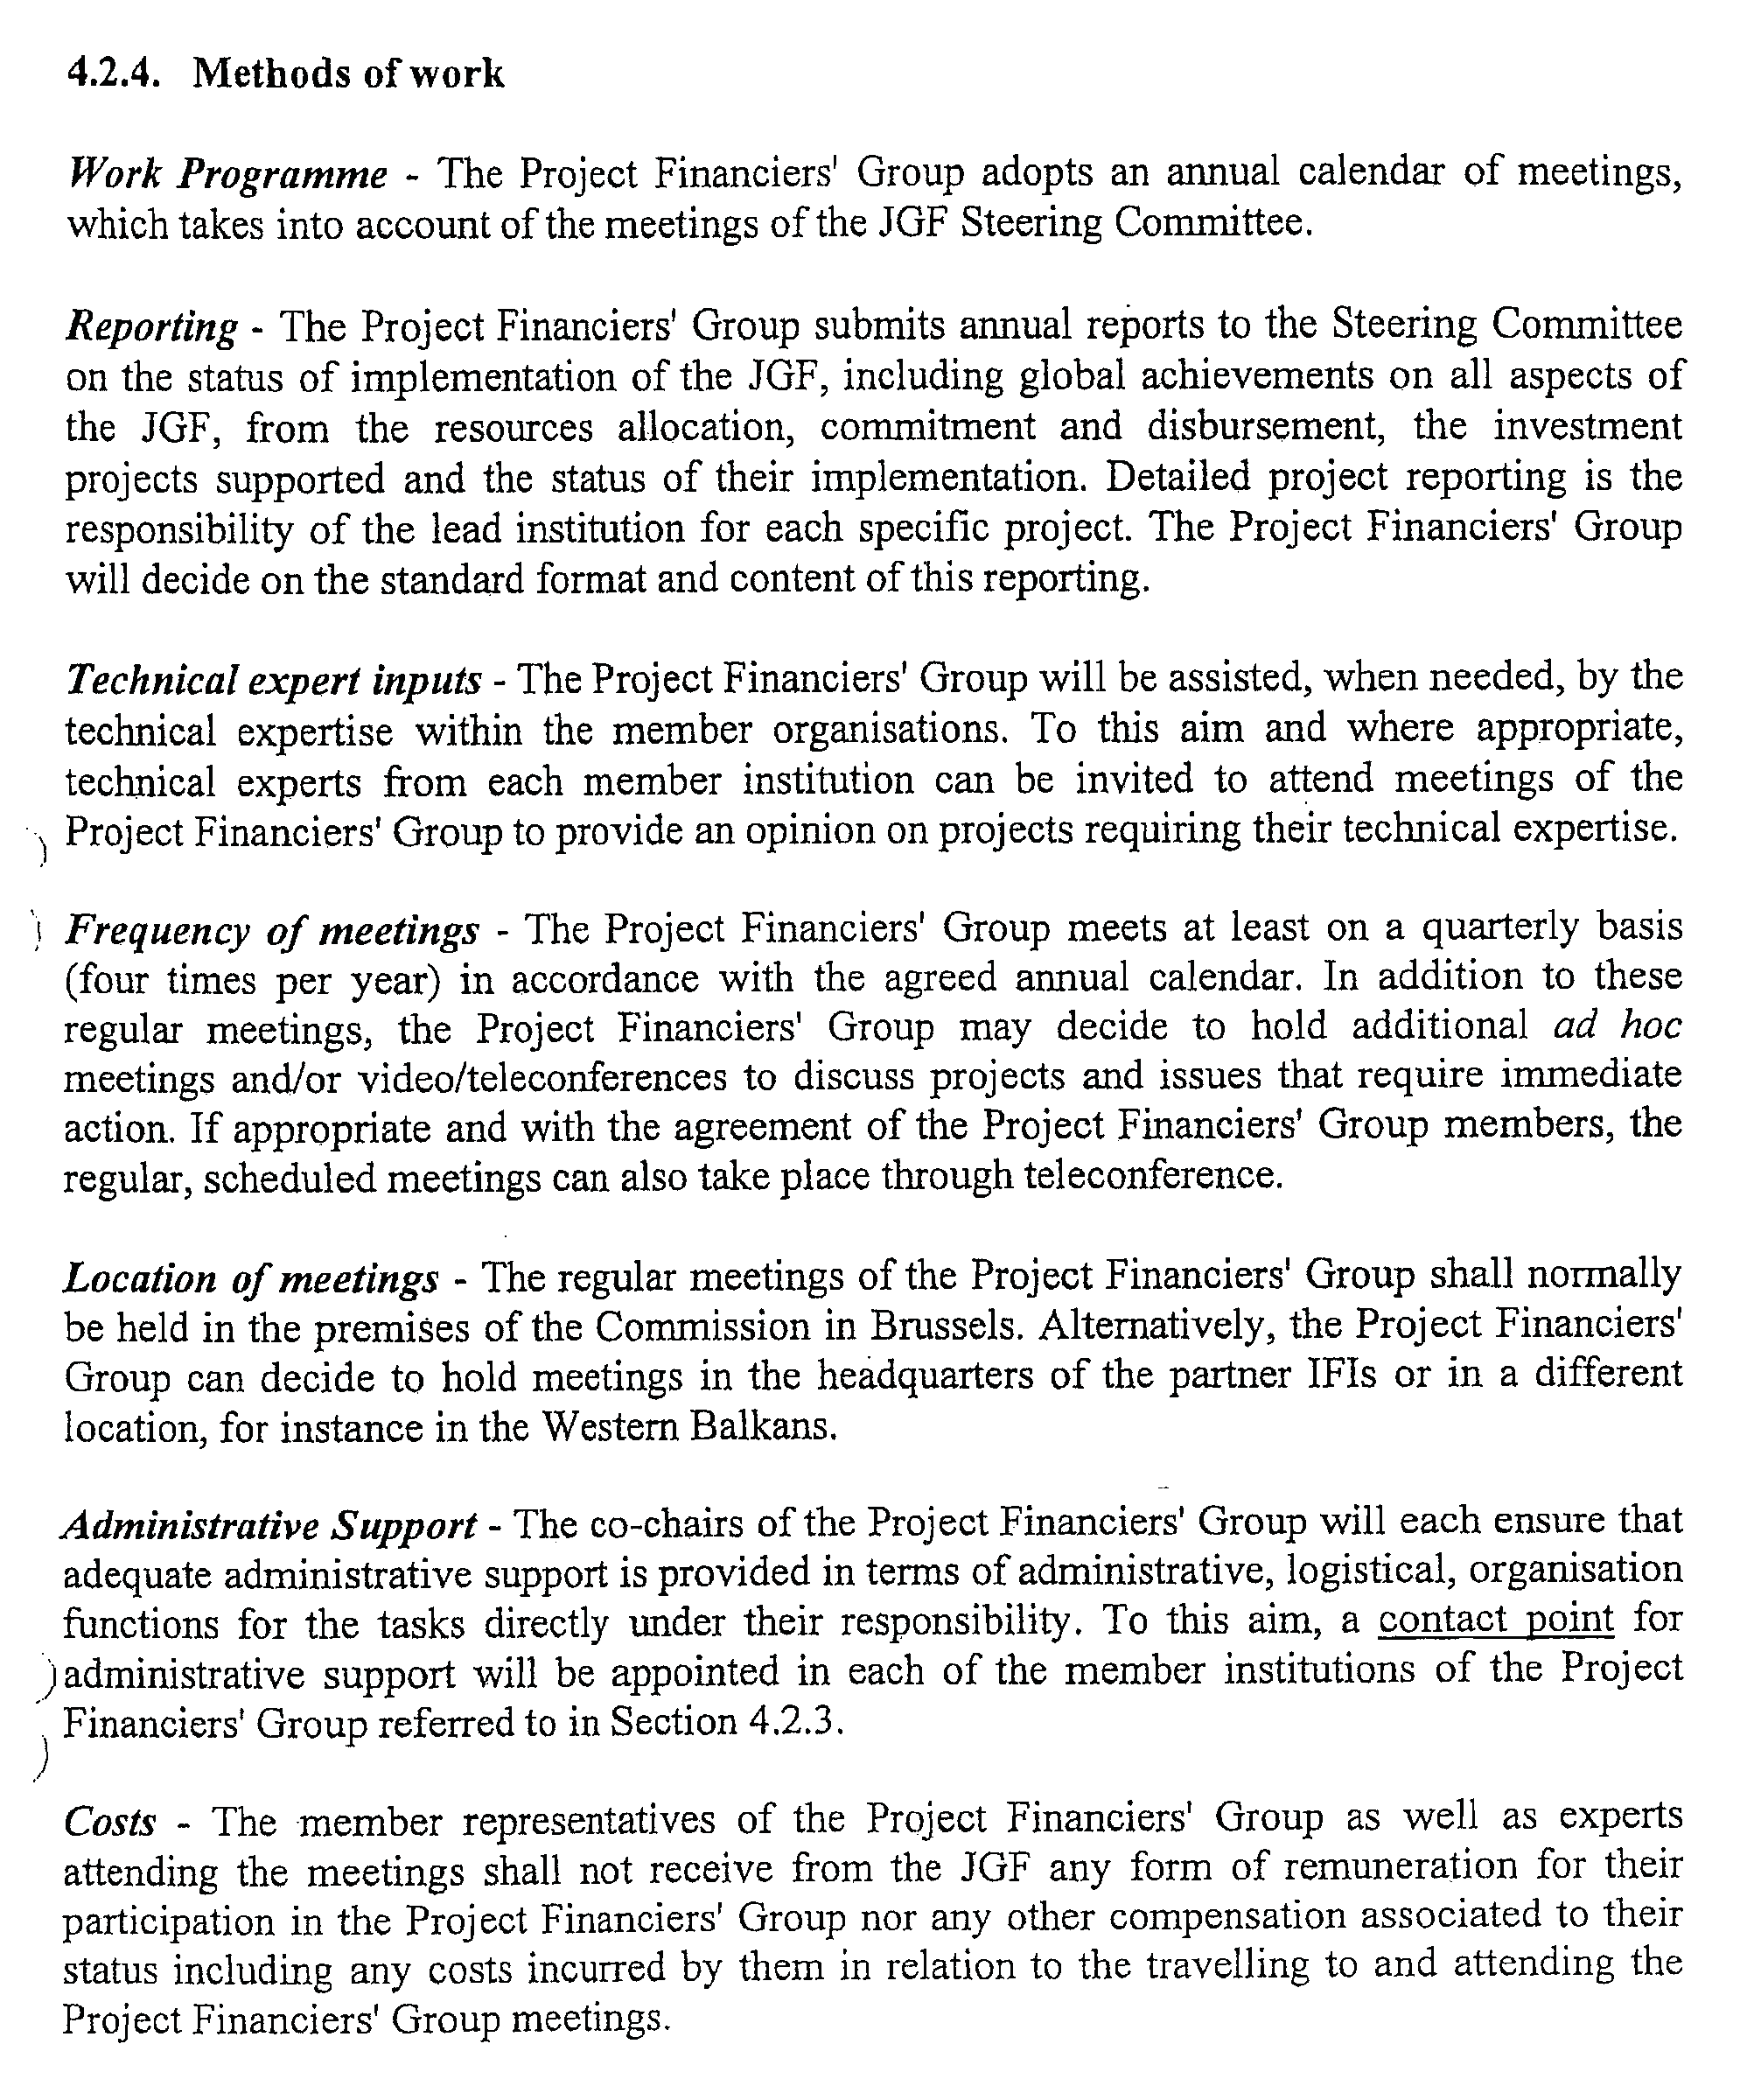 4.2.4. Methods of work
Work Programme - The Project Financiers' Group adopts an annual calendar of meetings,
which takes into account of the meetings of the JGF Steering Committee.
Reporting - The Project Financiers' Group submits annual reports to the Steering Committee
on the status of implementation of the JGF, including global achievements on all aspects of
the JGF, from the resources allocation, commitment and disbursement, the investment
projects supported and the status of their implementation. Detailed project reporting is the
responsibility of the lead institution for each specific project. The Project Financiers' Group
will decide on the standard format and content of this reporting.
Technical expert inputs - The Project Financiers' Group will be assisted, when needed, by the
technical expertise within the member organisations. To this aim and where appropriate,
technical experts from each member institution can be invited to attend meetings of the
Project Financiers' Group to provide an opinion on projects requiring their technical expertise.
Frequency of meetings - The Project Financiers' Group meets at least on a quarterly basis
(four times per year) in accordance with the agreed annual calendar. In addition to these
regular meetings, the Project Financiers' Group may decide to hold additional ad hoc
meetings and/or video/teleconferences to discuss projects and issues that require immediate
action. If appropriate and with the agreement of the Project Financiers' Group members, the
regular, scheduled meetings can also take place through teleconference.
Location of meetings - The regular meetings of the Project Financiers' Group shall normally
be held in the premises of the Commission in Brussels. Alternatively, the Project Financiers'
Group can decide to hold meetings in the headquarters of the partner IFIs or in a different
location, for instance in the Western Balkans.
Administrative Support - The co-chairs of the Project Financiers' Group will each ensure that
adequate administrative support is provided in terms of administrative, logistical, organisation
functions for the tasks directly under their responsibility. To this aim, a contact point for
administrative support will be appointed in each of the member institutions of the Project
Financiers' Group referred to in Section 4.2.3.
Costs - The member representatives of the Project Financiers' Group as well as experts
attending the meetings shall not receive from the JGF any form of remuneration for their
participation in the Project Financiers' Group nor any other compensation associated to their
status including any costs incurred by them in relation to the travelling to and attending the
Project Financiers' Group meetings.